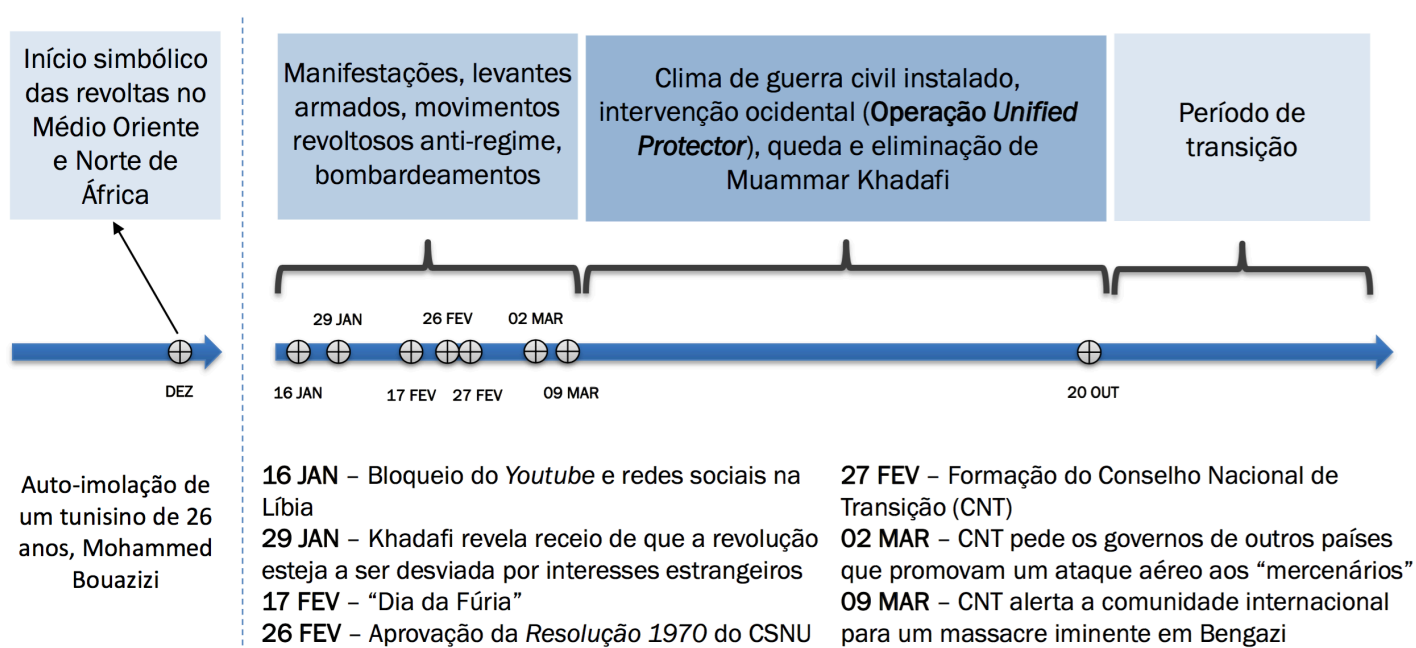 Início simbólico
das revoltas no
Médio Oriente
e Norte de
África
Manifestações, levantes
armados, movimentos
revoltosos anti-regime,
bombardeamentos
Clima de guerra civil instalado,
intervenção ocidental (Operação Unified
Protector), queda e eliminação de
Muammar Khadafi
Período de
transição
29 JAN
26 FEV
02 MAR
DEZ
16 JAN
17 FEV
27 FEV
09 MAR
20 OUT
Auto-imolação de
um tunisino de 26
anos, Mohammed
Bouazizi
16 JAN – Bloqueio do Youtube e redes sociais na
Líbia
29 JAN – Khadafi revela receio de que a revolução
esteja a ser desviada por interesses estrangeiros
17 FEV – “Dia da Fúria”
26 FEV – Aprovação da Resolução 1970 do CSNU
27 FEV – Formação do Conselho Nacional de
Transição (CNT)
02 MAR – CNT pede os governos de outros países
que promovam um ataque aéreo aos “mercenários”
09 MAR – CNT alerta a comunidade internacional
para um massacre iminente em Bengazi